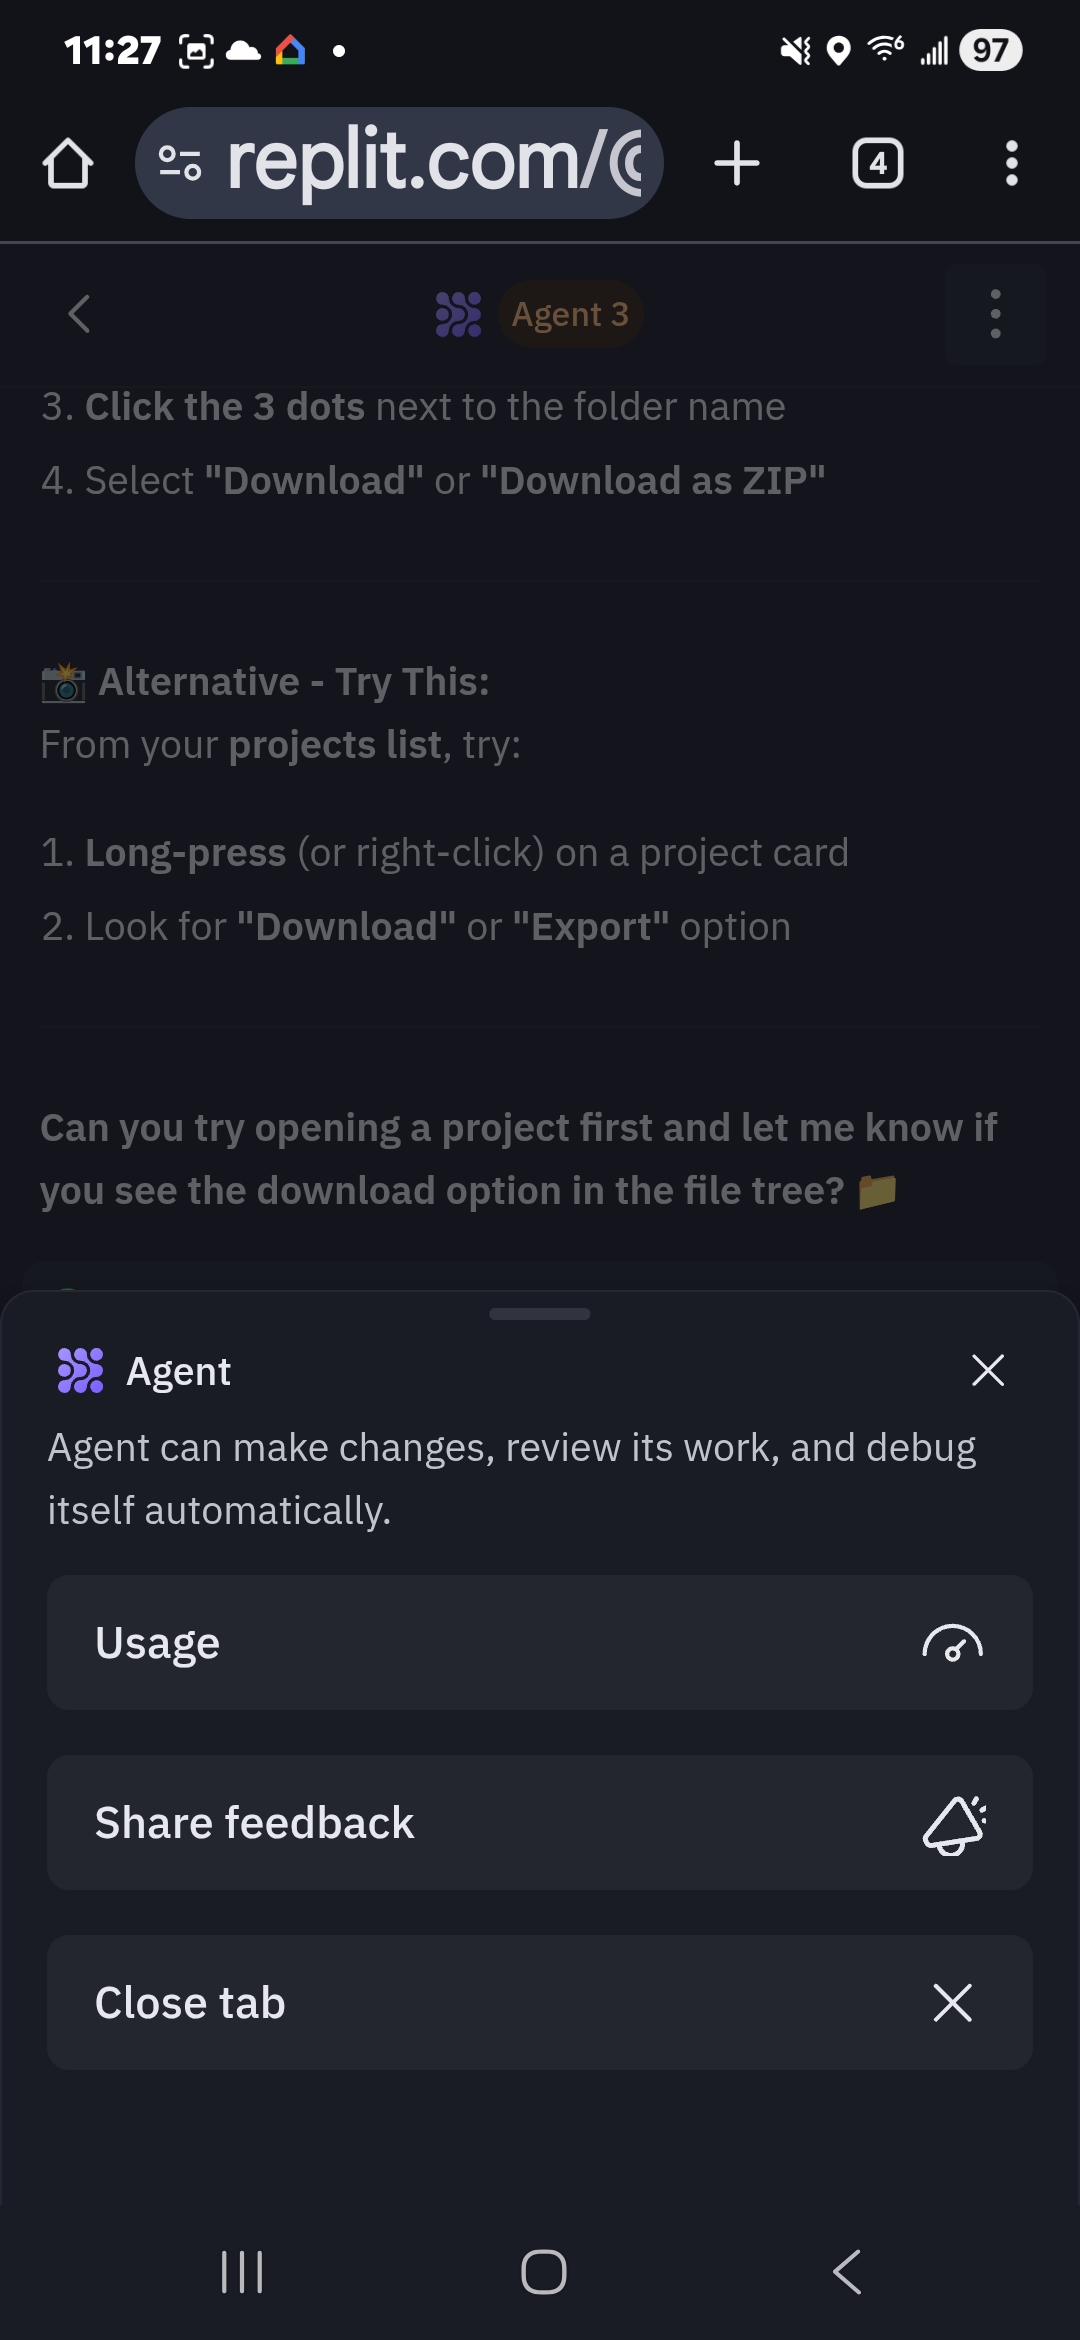 11:27
97
replit.com/
4
Agent 3
3. Click the 3 dots next to the folder name
4. Select "Download" or "Download as ZIP"
📸 Alternative - Try This:
From your projects list, try:
1. Long-press (or right-click) on a project card
2. Look for "Download" or "Export" option
Can you try opening a project first and let me know if
you see the download option in the file tree? 📁
Agent
Agent can make changes, review its work, and debug
itself automatically.
Usage
Share feedback
Close tab